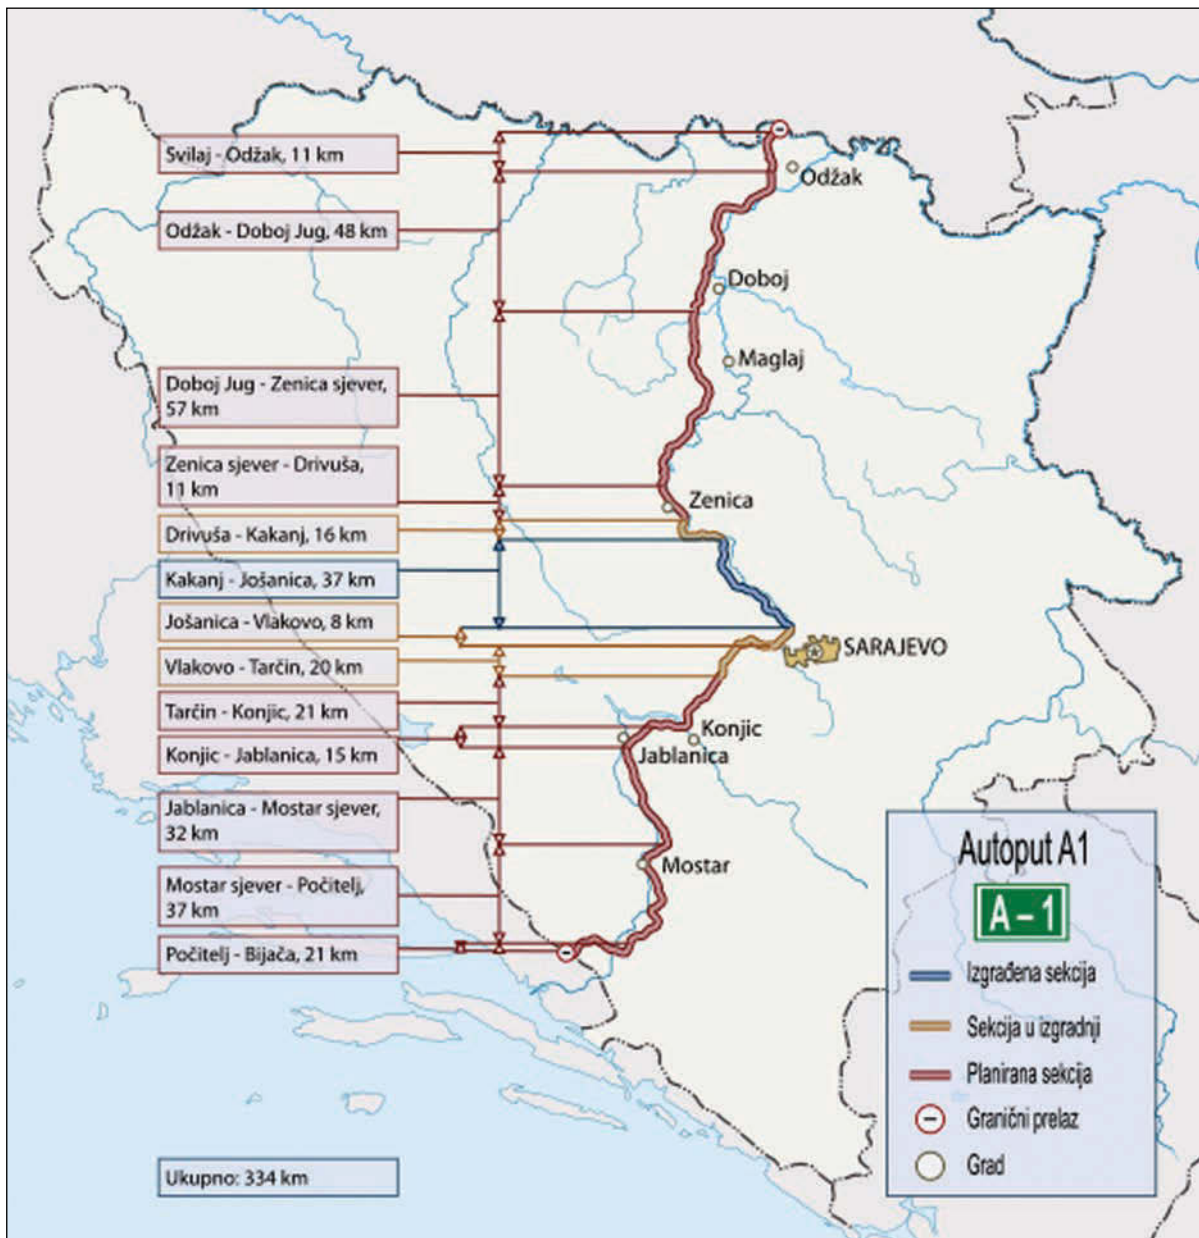 Svilaj - Odžak, 11 km
Odžak - Doboj Jug, 48 km
Doboj Jug - Zenica sjever,
57 km
Zenica sjever - Drivuša,
11 km
Drivuša - Kakanj, 16 km
Kakanj - Jošanica, 37 km
Jošanica - Vlakovo, 8 km
Vlakovo - Tarčin, 20 km
Tarčin - Konjic, 21 km
Konjic - Jablanica, 15 km
Jablanica - Mostar sjever,
32 km
Mostar sjever - Počitelj,
37 km
Počitelj - Bijača, 21 km
Ukupno: 334 km
Odžak
Doboj
Maglaj
Zenica
SARAJEVO
Konjic
Jablanica
Mostar
Autoput A1
A – 1
Izgrađena sekcija
Sekcija u izgradnji
Planirana sekcija
Granični prelaz
Grad